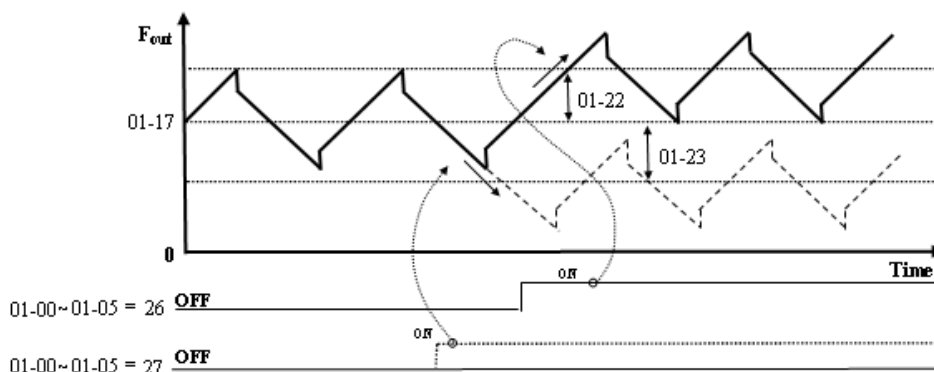 Fout
01-22
01-17
01-23
0
Time
ON
01-00~01-05 = 26 OFF
ON
01-00~01-05 = 27 OFF